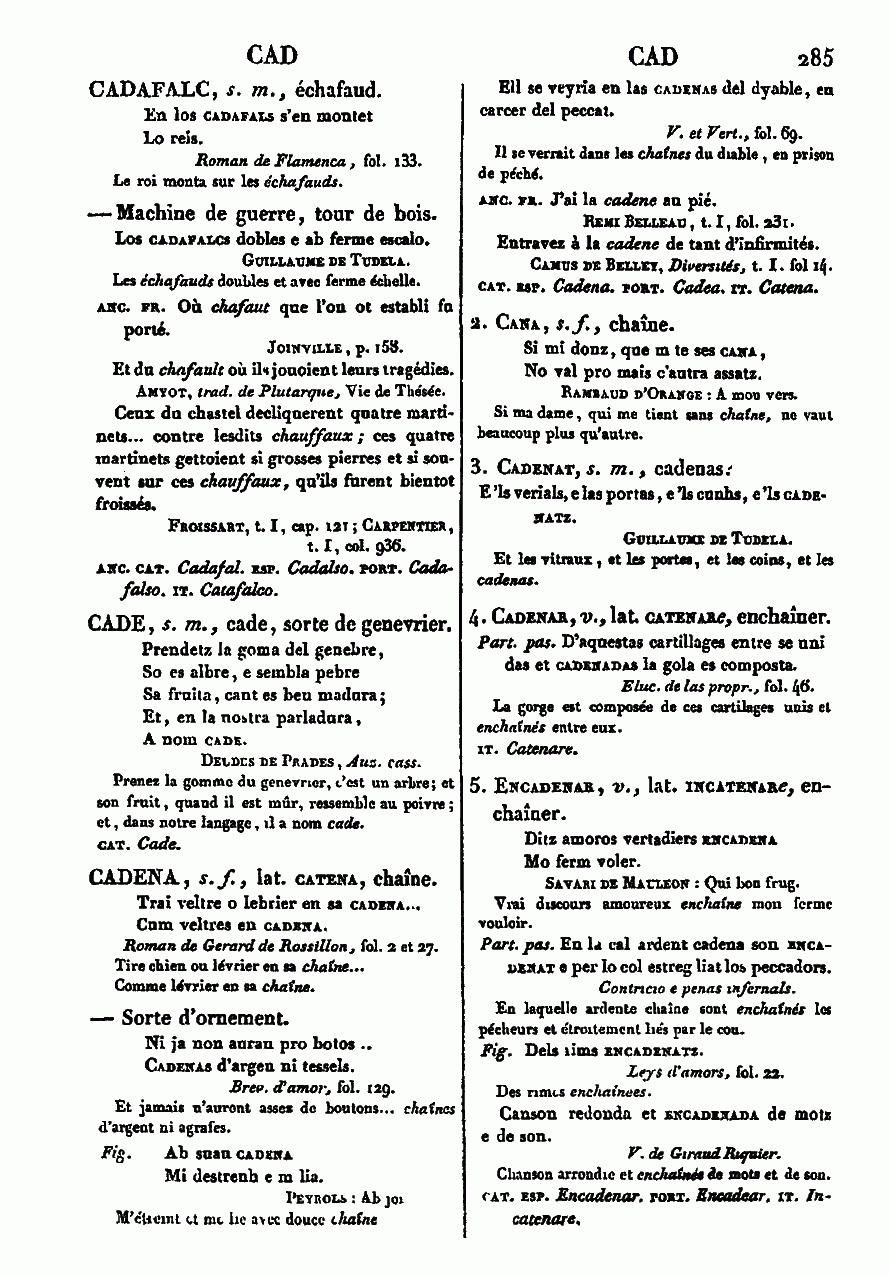 CAD
CADAFALC, s. m., échafaud.
En los CADAFALS s'en montet
Lo reis.
Roman de Flamenca, fol. 133.
Le roi monta sur les échafauds.
— Machine de guerre, tour de bois.
Los CADAFALCS dobles e ab ferme escalo.
GUILLAUME DE TUDELA.
Les échafauds doubles et avec ferme échelle.
ANC. FR. Où chafaut que l'on ot establi fu
porté.
JOINVILLE, p. 158.
Et du chafault où ils jouoient leurs tragédies.
AMYOT, trad. de Plutarque, Vie de Thésée.
Ceux du chastel decliquerent quatre marti-
nets... contre lesdits chauffaux; ces quatre
martinets gettoient si grosses pierres et si sou-
vent sur ces chauffaux, qu'ils furent bientot
froissés.
FROISSART, t. I, cap. 121; CARPENTIER,
t. I, col. 936.
ANC. CAT. Cadafal. ESP. Cadalso. PORT. Cada-
falso. IT. Catafalco.
CADE, s. m., cade, sorte de genevrier.
Prendetz la goma del genebre,
So es albre, e sembla pebre
Sa fruita, cant es ben madura;
Et, en la nostra parladura,
A nom CADE.
DEUDES DE PRADES, Auz. cass.
Prenez la gomme du genevrier, c'est un arbre; et
son fruit, quand il est mûr, ressemble au poivre;
et, dans notre langage, il a nom cade.
CAT. Cade.
CADENA, s. f., lat. CATENA, chaîne.
Trai veltre o lebrier en sa CADENA...
Cum veltres en CADENA.
Roman de Gerard de Rossillon, fol. 2 et 27.
Tire chien ou lévrier en sa chaîne...
Comme lévrier en sa chaîne.
— Sorte d'ornement.
Ni ja non auran pro botos ..
CADENAS d'argen ni tessels.
Brev. d'amor, fol. 129.
Et jamais n'auront assez de boutons... chaînes
d'argent ni agrafes.
Fig. Ab suau CADENA
Mi destrenh e m lia.
PEYROLS: Ab joi
M'étreint et me lie avec douce chaîne
CAD 285
Ell se veyria en las CADENAS del dyable, en
carcer del peccat.
V. et Vert., fol. 69.
Il se verrait dans les chaînes du diable, en prison
de péché.
ANC. FR. J'ai la cadene au pié.
REMI BELLEAU, t. I, fol. 231.
Entravez à la cadene de tant d'infirmités.
CAMUS DE BELLEY, Diversités, t. I. fol 14.
CAT. ESP. Cadena. PORT. Cadea. IT. Catena.
2. CANA, s. f., chaîne.
Si mi donz, que m te ses CANA,
No val pro mais c'autra assatz.
RAMBAUD D'ORANGE: A mon vers.
Si ma dame, qui me tient sans chaîne, ne vaut
beaucoup plus qu'autre.
3. CADENAT, s. m., cadenas:
E 'ls verials, e las portas, e 'ls cunhs, e 'ls CADE-
NATZ.
GUILLAUME DE TUDELA.
Et les vitraux, et les portes, et les coins, et les
cadenas.
4. CADENAR, v., lat. CATENARe, enchaîner.
Part. pas. D'aquestas cartillages entre se uni
das et CADENADAS la gola es composta.
Eluc. de las propr., fol. 46.
La gorge est composée de ces cartilages unis et
enchaînés entre eux.
IT. Catenare.
5. ENCADENAR, v., lat. INCATENARe, en-
chaîner.
Ditz amoros vertadiers ENCADENA
Mo ferm voler.
SAVARI DE MAULEON: Qui bon frug.
Vrai discours amoureux enchaîne mon ferme
vouloir.
Part. pas. En la cal ardent cadena son ENCA-
DENAT e per lo col estreg liat los peccadors.
Contricio e penas infernals.
En laquelle ardente chaîne sont enchaînés les
pécheurs et étroitement liés par le cou.
Fig. Dels rims ENCADENATZ.
Leys d'amors, fol. 22.
Des rimes enchaînées.
Canson redonda et ENCADENADA de motz
e de son.
V. de Giraud Riquier.
Chanson arrondie et enchaînée de mots et de son.
CAT. ESP. Encadenar. PORT. Encadear. IT. In-
catenare.